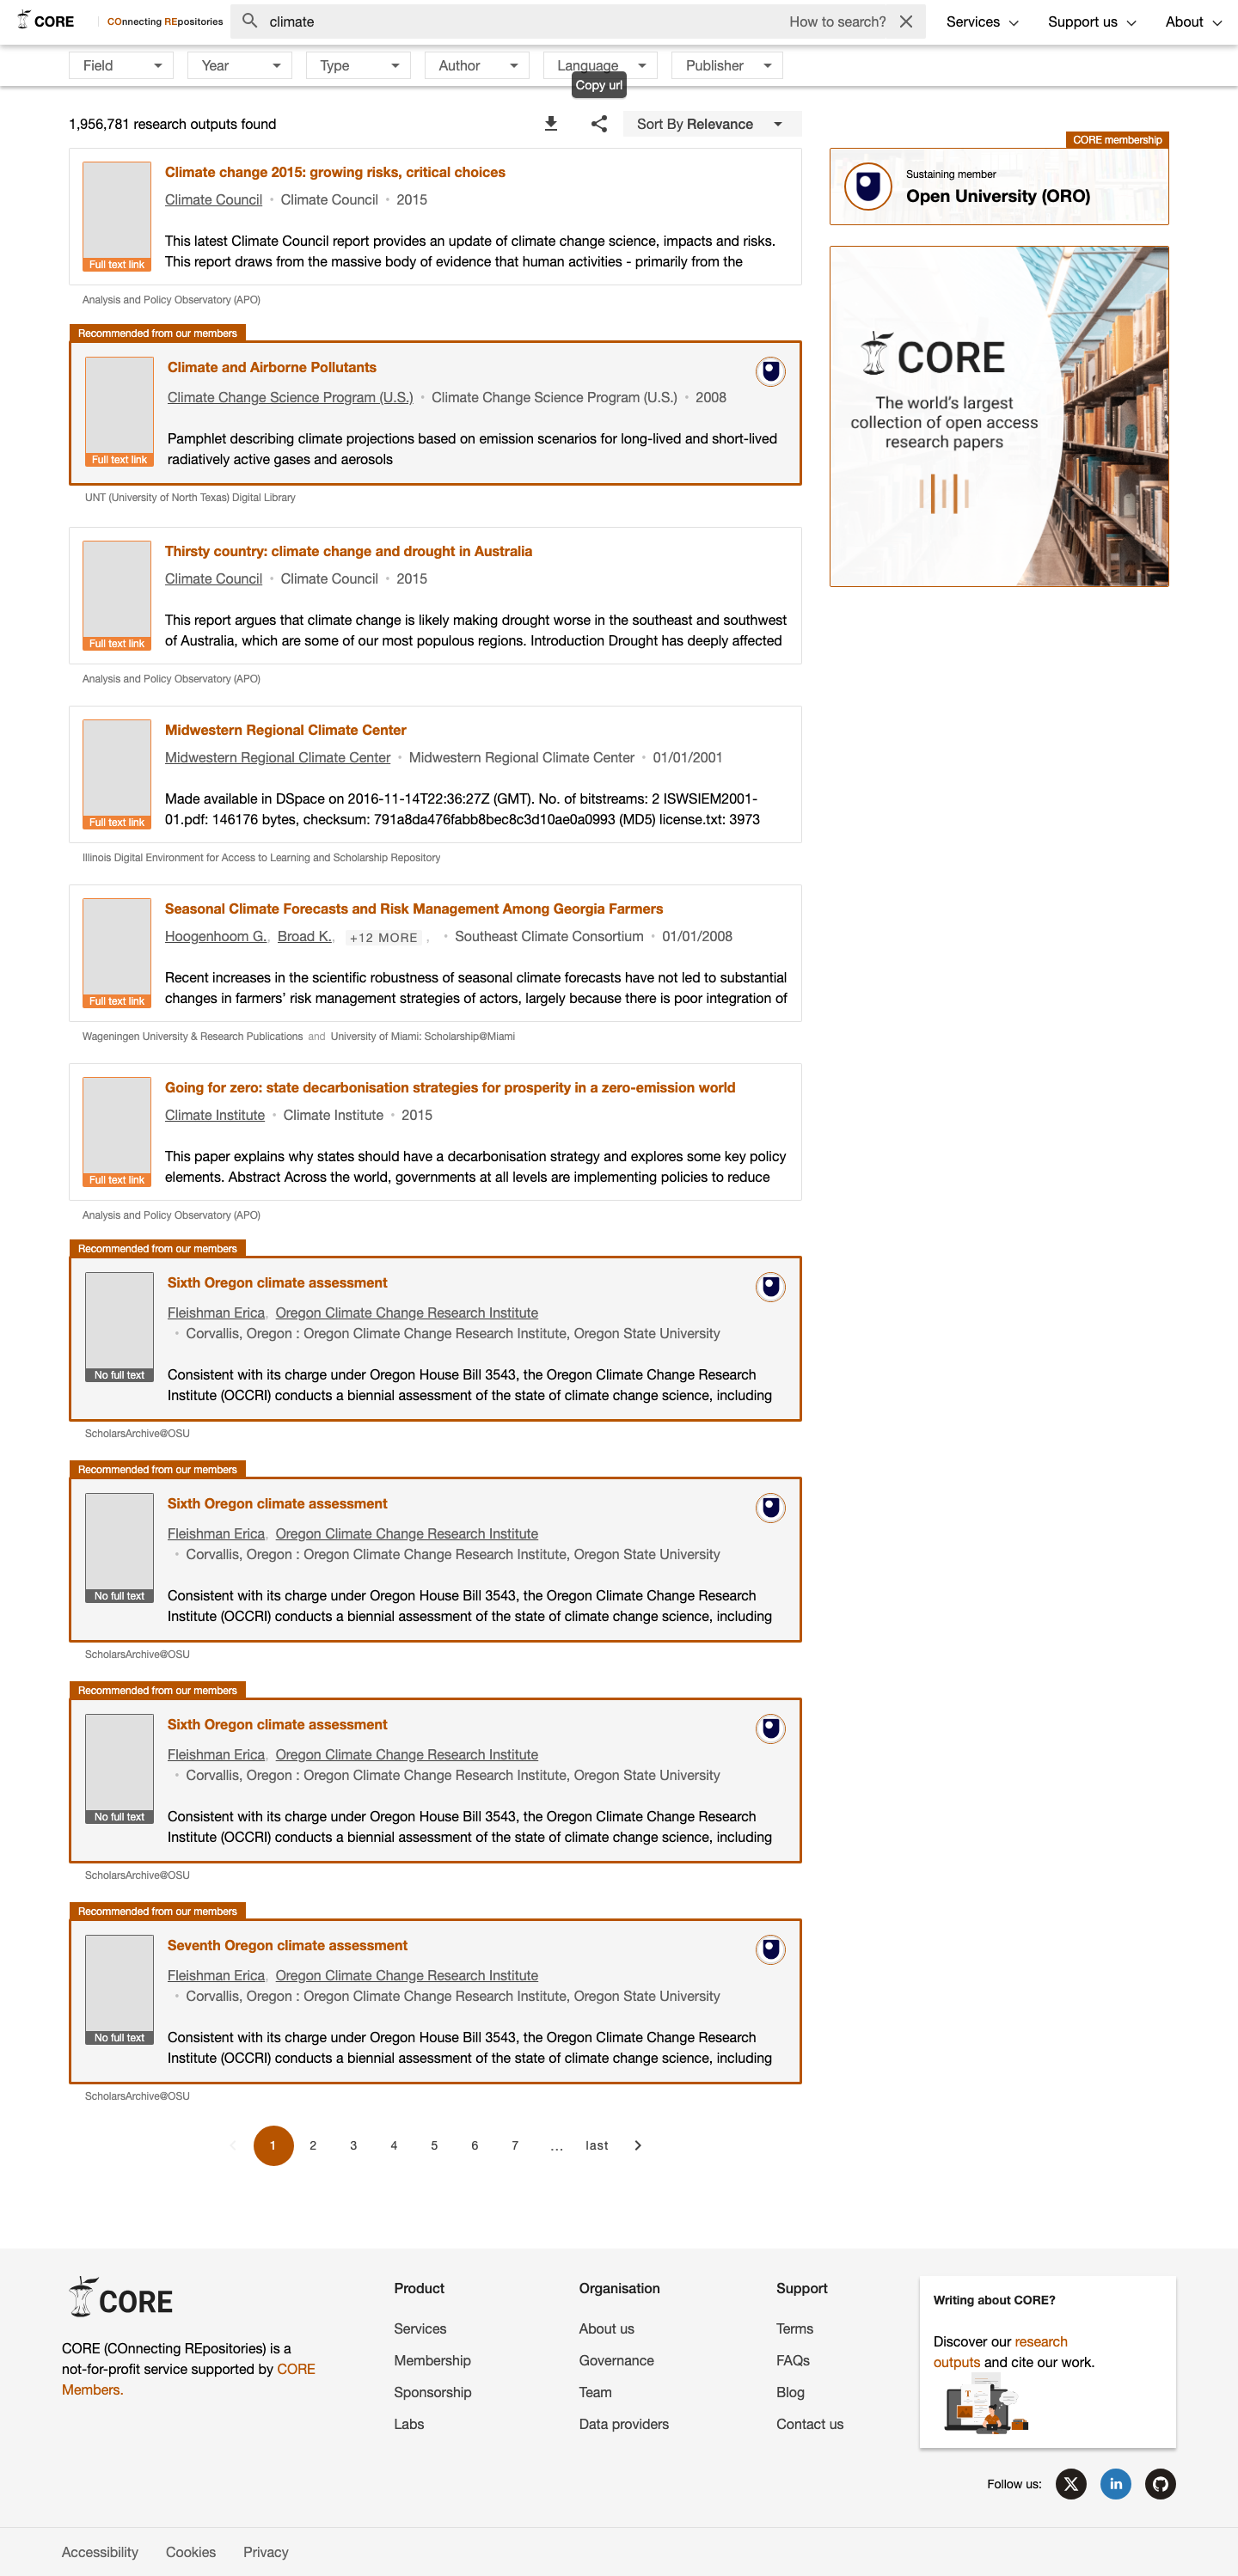 CORE
COnnecting REpositories
climate
How to search?
Services
Support us
About
Field
Year
Type
Author
Language
Publisher
Copy url
1,956,781 research outputs found
Sort By Relevance
CORE membership
Sustaining member
Open University (ORO)
CORE
The world's largest
collection of open access
research papers
Climate change 2015: growing risks, critical choices
Climate Council • Climate Council • 2015
This latest Climate Council report provides an update of climate change science, impacts and risks.
This report draws from the massive body of evidence that human activities - primarily from the
Full text link
Analysis and Policy Observatory (APO)
Recommended from our members
Climate and Airborne Pollutants
Climate Change Science Program (U.S.) • Climate Change Science Program (U.S.) • 2008
Pamphlet describing climate projections based on emission scenarios for long-lived and short-lived
radiatively active gases and aerosols
Full text link
UNT (University of North Texas) Digital Library
Thirsty country: climate change and drought in Australia
Climate Council • Climate Council • 2015
This report argues that climate change is likely making drought worse in the southeast and southwest
of Australia, which are some of our most populous regions. Introduction Drought has deeply affected
Full text link
Analysis and Policy Observatory (APO)
Midwestern Regional Climate Center
Midwestern Regional Climate Center • Midwestern Regional Climate Center • 01/01/2001
Made available in DSpace on 2016-11-14T22:36:27Z (GMT). No. of bitstreams: 2 ISWSIEM2001-
01.pdf: 146176 bytes, checksum: 791a8da476fabb8bec8c3d10ae0a0993 (MD5) license.txt: 3973
Full text link
Illinois Digital Environment for Access to Learning and Scholarship Repository
Seasonal Climate Forecasts and Risk Management Among Georgia Farmers
Hoogenhoom G., Broad K., +12 MORE , • Southeast Climate Consortium • 01/01/2008
Recent increases in the scientific robustness of seasonal climate forecasts have not led to substantial
changes in farmers’ risk management strategies of actors, largely because there is poor integration of
Full text link
Wageningen University & Research Publications and University of Miami: Scholarship@Miami
Going for zero: state decarbonisation strategies for prosperity in a zero-emission world
Climate Institute • Climate Institute • 2015
This paper explains why states should have a decarbonisation strategy and explores some key policy
elements. Abstract Across the world, governments at all levels are implementing policies to reduce
Full text link
Analysis and Policy Observatory (APO)
Recommended from our members
Sixth Oregon climate assessment
Fleishman Erica, Oregon Climate Change Research Institute
• Corvallis, Oregon : Oregon Climate Change Research Institute, Oregon State University
Consistent with its charge under Oregon House Bill 3543, the Oregon Climate Change Research
Institute (OCCRI) conducts a biennial assessment of the state of climate change science, including
No full text
ScholarsArchive@OSU
Recommended from our members
Sixth Oregon climate assessment
Fleishman Erica, Oregon Climate Change Research Institute
• Corvallis, Oregon : Oregon Climate Change Research Institute, Oregon State University
Consistent with its charge under Oregon House Bill 3543, the Oregon Climate Change Research
Institute (OCCRI) conducts a biennial assessment of the state of climate change science, including
No full text
ScholarsArchive@OSU
Recommended from our members
Sixth Oregon climate assessment
Fleishman Erica, Oregon Climate Change Research Institute
• Corvallis, Oregon : Oregon Climate Change Research Institute, Oregon State University
Consistent with its charge under Oregon House Bill 3543, the Oregon Climate Change Research
Institute (OCCRI) conducts a biennial assessment of the state of climate change science, including
No full text
ScholarsArchive@OSU
Recommended from our members
Seventh Oregon climate assessment
Fleishman Erica, Oregon Climate Change Research Institute
• Corvallis, Oregon : Oregon Climate Change Research Institute, Oregon State University
Consistent with its charge under Oregon House Bill 3543, the Oregon Climate Change Research
Institute (OCCRI) conducts a biennial assessment of the state of climate change science, including
No full text
ScholarsArchive@OSU
1 2 3 4 5 6 7 ... last
CORE
CORE (COnnecting REpositories) is a
not-for-profit service supported by CORE
Members.
Product
Services
Membership
Sponsorship
Labs
Organisation
About us
Governance
Team
Data providers
Support
Terms
FAQs
Blog
Contact us
Writing about CORE?
Discover our research
outputs and cite our work.
Follow us:
Accessibility
Cookies
Privacy